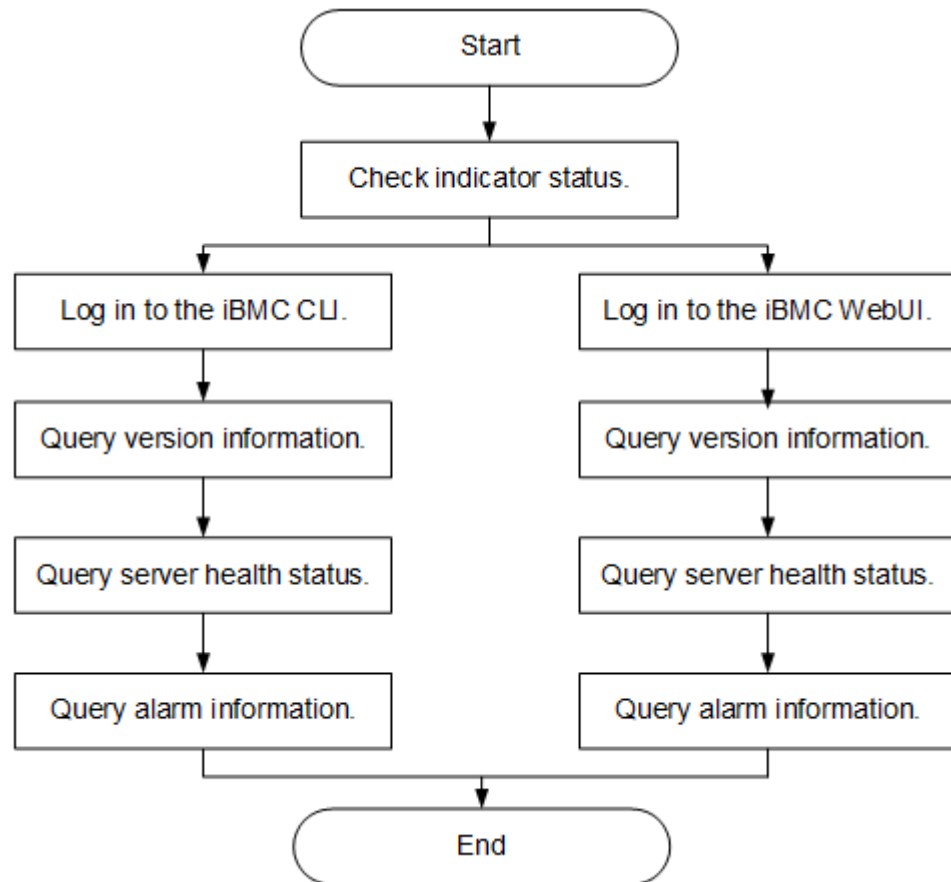 Start
Check indicator status.
Log in to the iBMC CLI.
Log in to the iBMC WebUI.
Query version information.
Query version information.
Query server health status.
Query server health status.
Query alarm information.
Query alarm information.
End